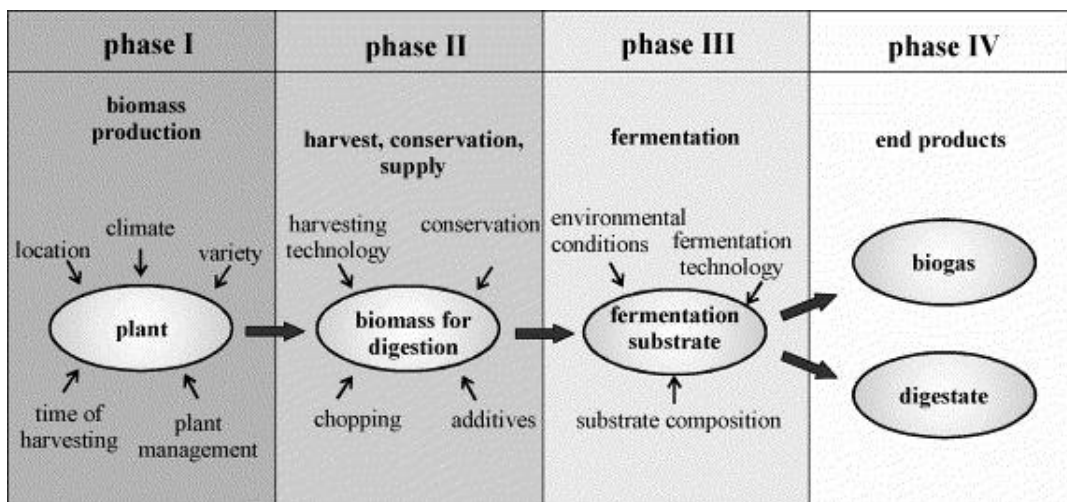 phase I
phase II
phase III
phase IV
biomass
production
harvest, conservation,
supply
fermentation
end products
location
climate
variety
plant
time of
harvesting
plant
management
harvesting
technology
conservation
biomass for
digestion
chopping
additives
environmental
conditions
fermentation
technology
fermentation
substrate
substrate composition
biogas
digestate